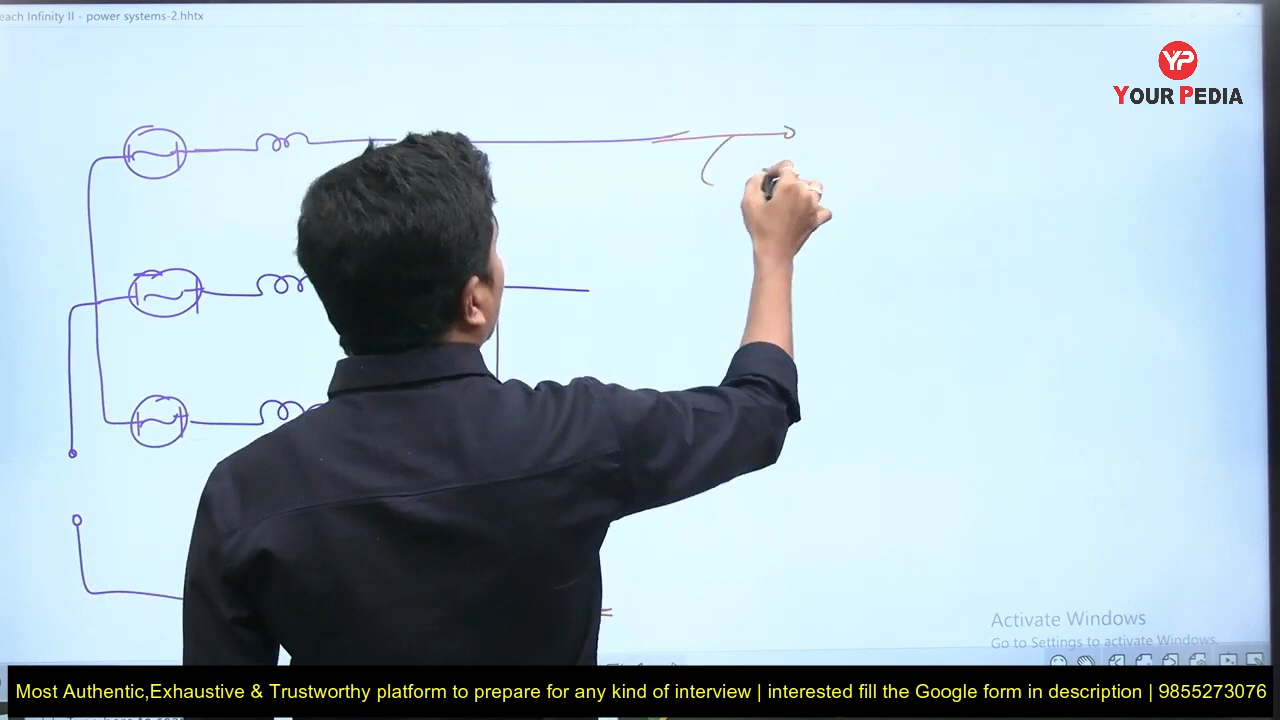 each Infinity II - power systems-2.hhtx
YP
YOUR PEDIA
Activate Windows
Go to Settings to activate Windows.
Most Authentic,Exhaustive & Trustworthy platform to prepare for any kind of interview | interested fill the Google form in description | 9855273076